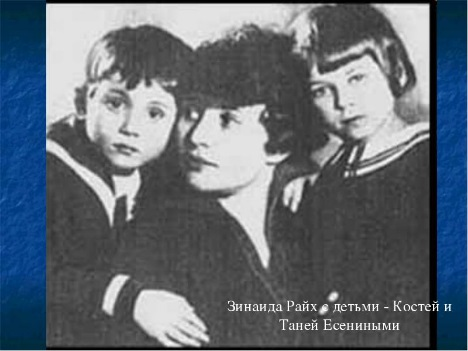 Зинаида Райх с детьми - Костей и
Таней Есениными